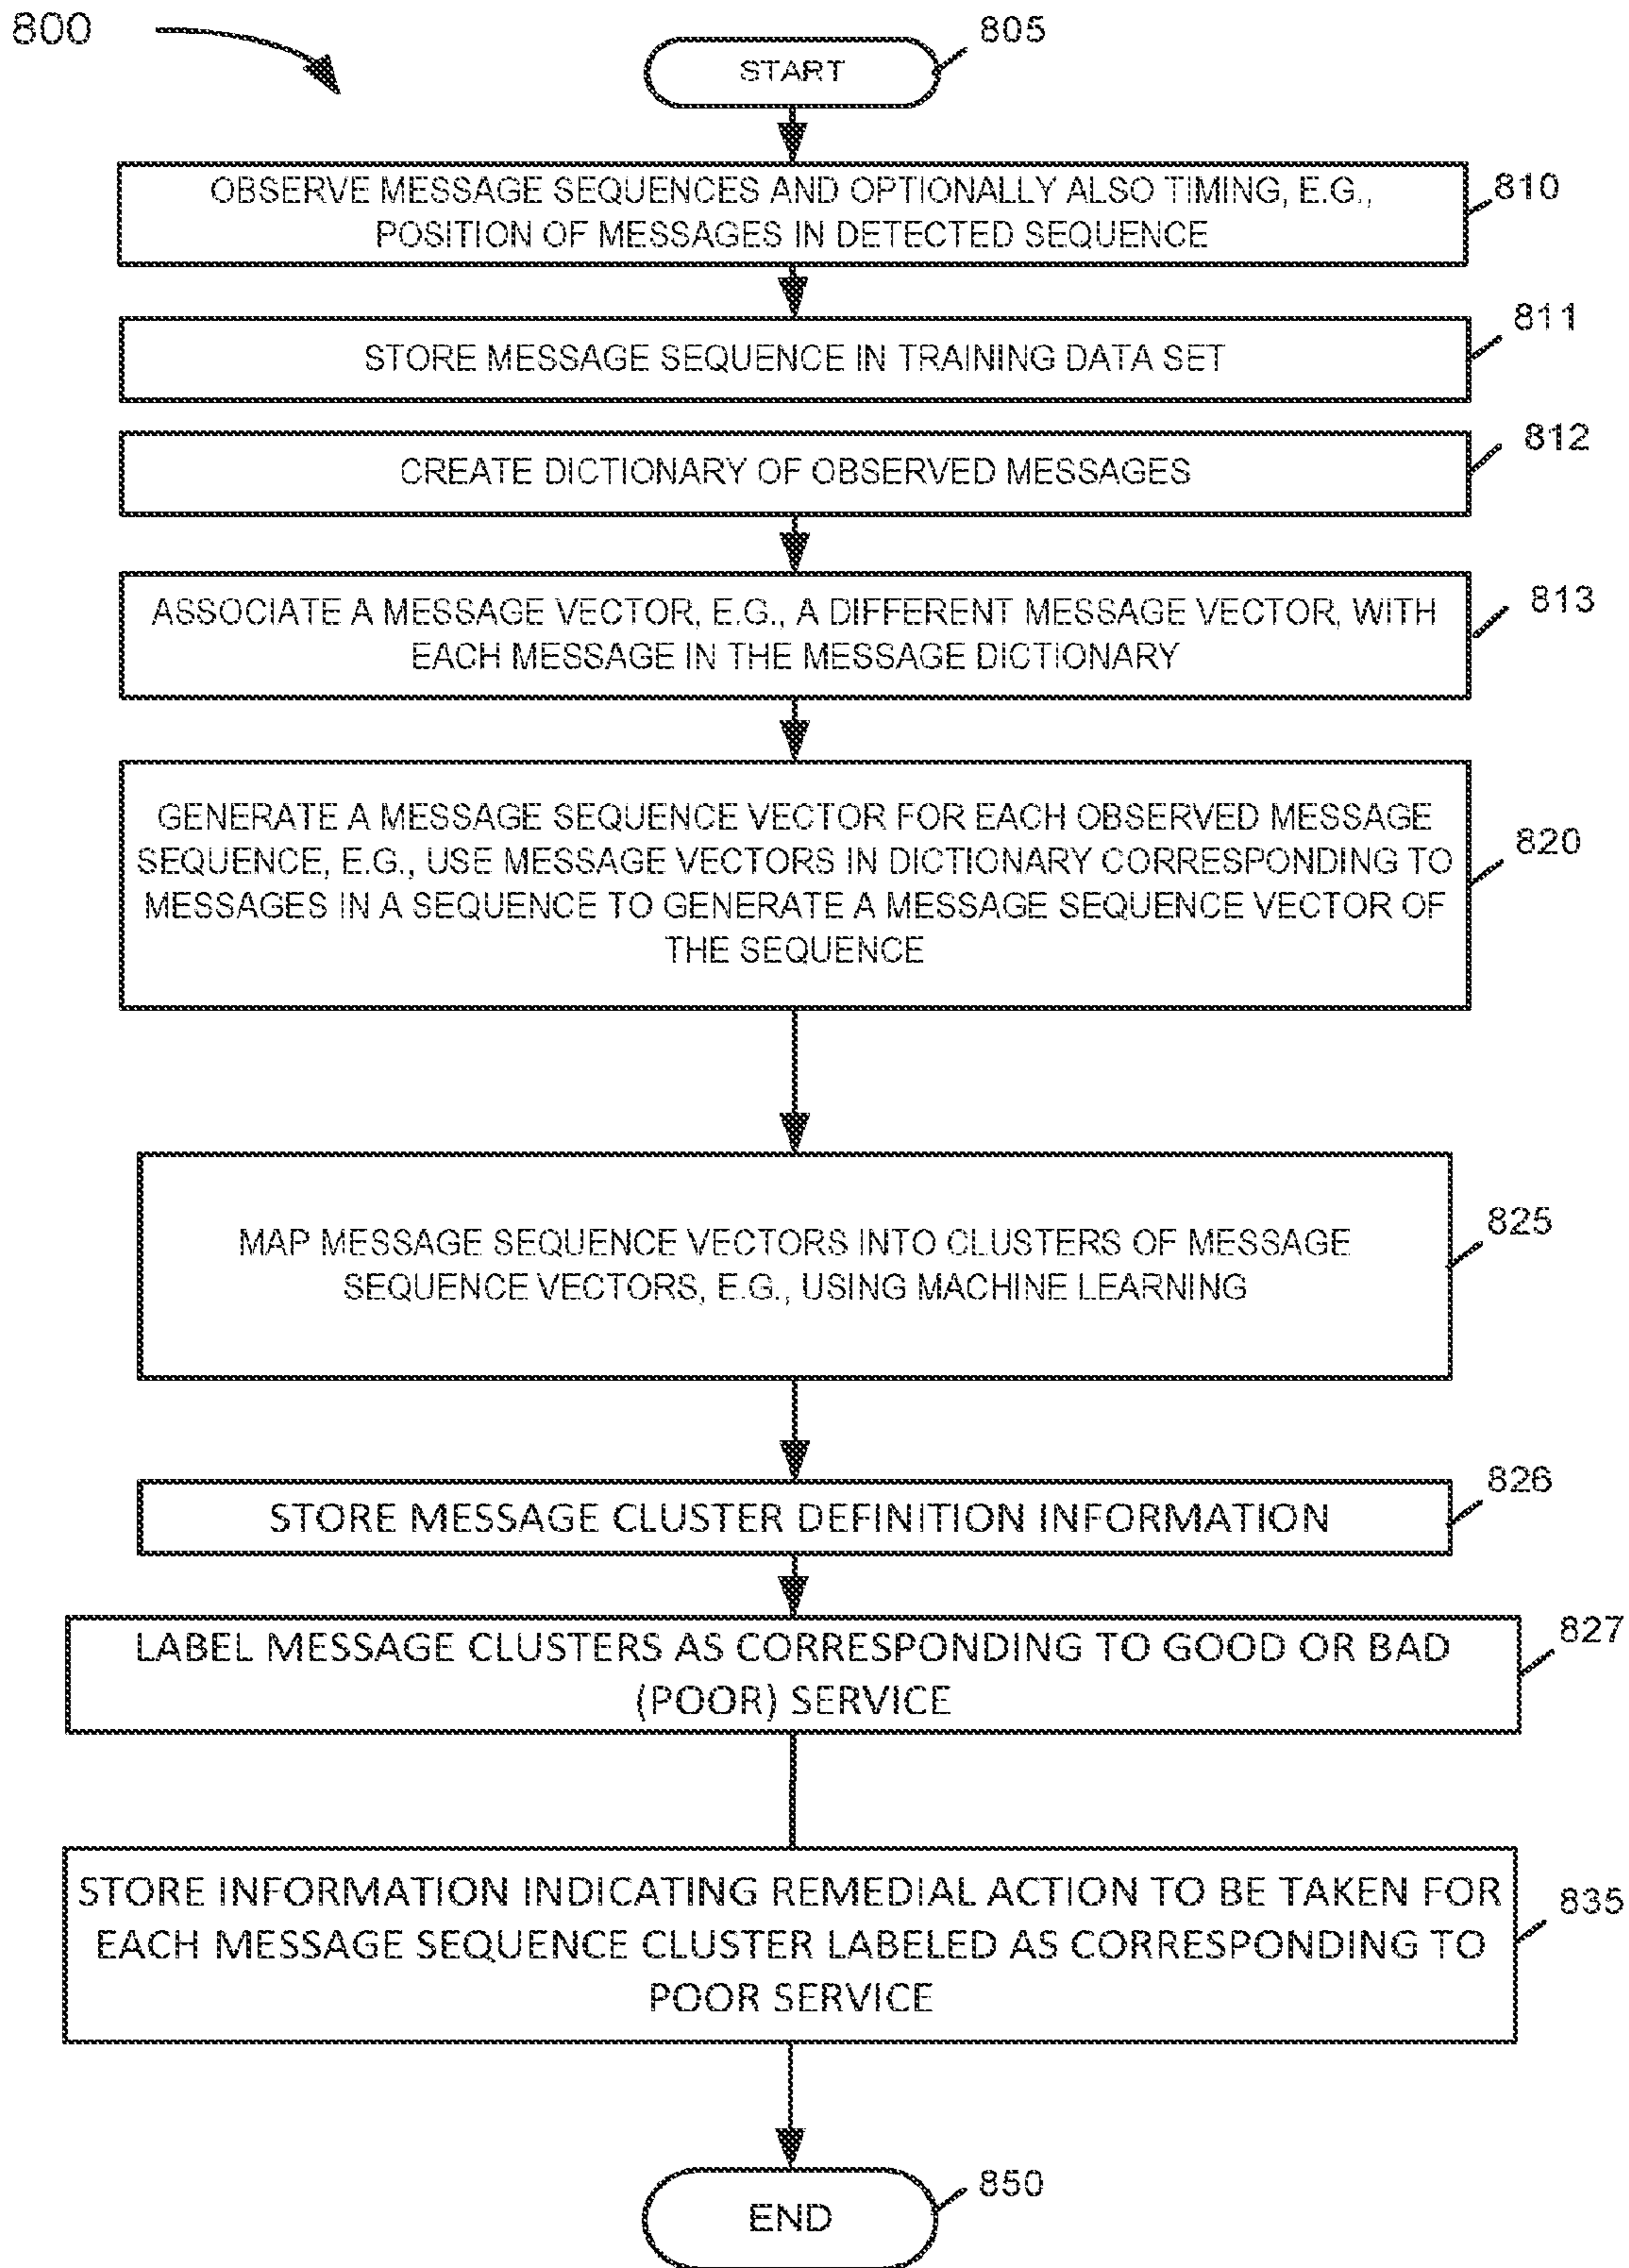 800
START
805
OBSERVE MESSAGE SEQUENCES AND OPTIONALLY ALSO TIMING, E.G.,
POSITION OF MESSAGES IN DETECTED SEQUENCE
810
STORE MESSAGE SEQUENCE IN TRAINING DATA SET
811
CREATE DICTIONARY OF OBSERVED MESSAGES
812
ASSOCIATE A MESSAGE VECTOR, E.G., A DIFFERENT MESSAGE VECTOR, WITH
EACH MESSAGE IN THE MESSAGE DICTIONARY
813
GENERATE A MESSAGE SEQUENCE VECTOR FOR EACH OBSERVED MESSAGE
SEQUENCE, E.G., USE MESSAGE VECTORS IN DICTIONARY CORRESPONDING TO
MESSAGES IN A SEQUENCE TO GENERATE A MESSAGE SEQUENCE VECTOR OF
THE SEQUENCE
820
MAP MESSAGE SEQUENCE VECTORS INTO CLUSTERS OF MESSAGE
SEQUENCE VECTORS, E.G., USING MACHINE LEARNING
825
STORE MESSAGE CLUSTER DEFINITION INFORMATION
826
LABEL MESSAGE CLUSTERS AS CORRESPONDING TO GOOD OR BAD
(POOR) SERVICE
827
STORE INFORMATION INDICATING REMEDIAL ACTION TO BE TAKEN FOR
EACH MESSAGE SEQUENCE CLUSTER LABELED AS CORRESPONDING TO
POOR SERVICE
835
END
850